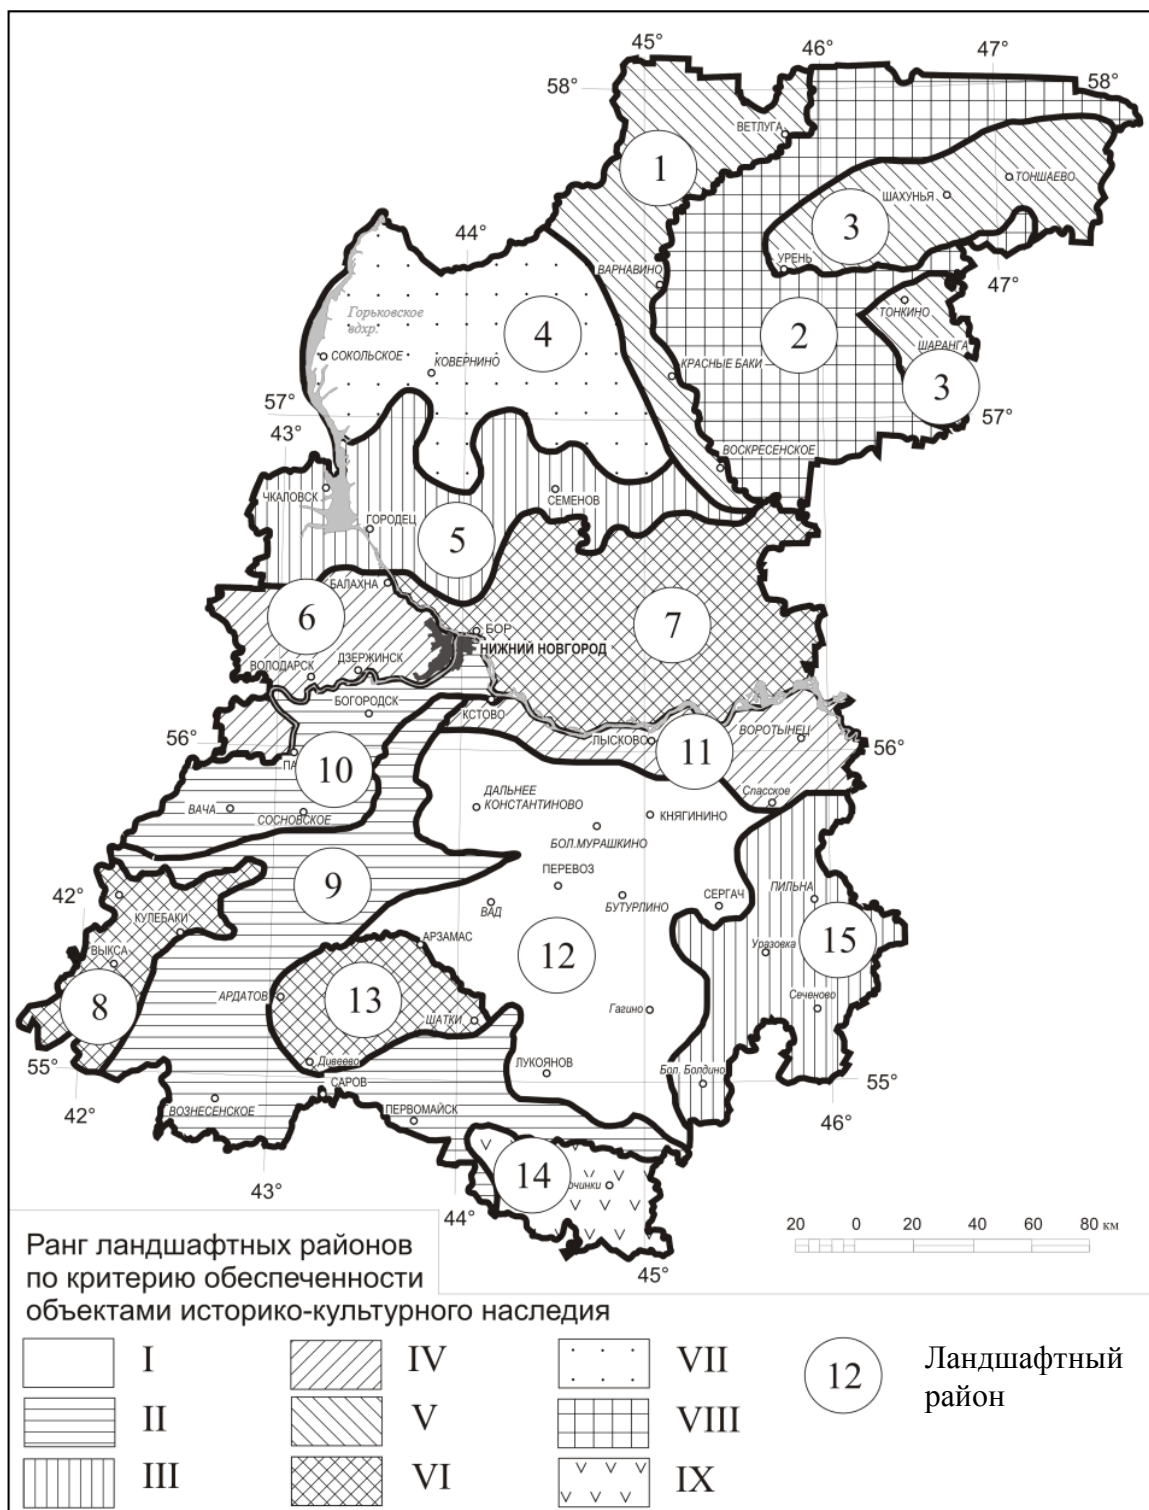 45°
46°
47°
58°
58°
ВЕТЛУГА
1
ТОНШАЕВО
ШАХУНЬЯ
3
44°
УРЕНЬ
ВАРНАВИНО
47°
ТОНКИНО
Горьковское
вдхр.
4
2
ШАРАНГА
СОКОЛЬСКОЕ
КОВЕРНИНО
КРАСНЫЕ БАКИ
3
57°
57°
43°
ВОСКРЕСЕНСКОЕ
ЧКАЛОВСК
СЕМЕНОВ
ГОРОДЕЦ
5
БАЛАХНА
6
7
БОР
НИЖНИЙ НОВГОРОД
ДЗЕРЖИНСК
ВОЛОДАРСК
БОГОРОДСК
КСТОВО
56°
ЛЫСКОВО
11
ВОРОТЫНЕЦ
56°
10
Спасское
ДАЛЬНЕЕ
КОНСТАНТИНОВО
ВАЧА
СОСНОВСКОЕ
КНЯГИНИНО
БОЛ.МУРАШКИНО
9
ПЕРЕВОЗ
42°
ПИЛЬНА
СЕРГАЧ
БУТУРЛИНО
ВАД
КУЛЕБАКИ
АРЗАМАС
15
ВЫКСА
12
Уразовка
АРДАТОВ
13
Сеченово
8
ШАТКИ
Гагино
Дивеево
ЛУКОЯНОВ
55°
Бол. Болдино
55°
САРОВ
42°
ВОЗНЕСЕНСКОЕ
ПЕРВОМАЙСК
46°
14
43°
44°
45°
20 0 20 40 60 80 км
Ранг ландшафтных районов
по критерию обеспеченности
объектами историко-культурного наследия
I IV VII
II V VIII
III VI IX
12 Ландшафтный
район